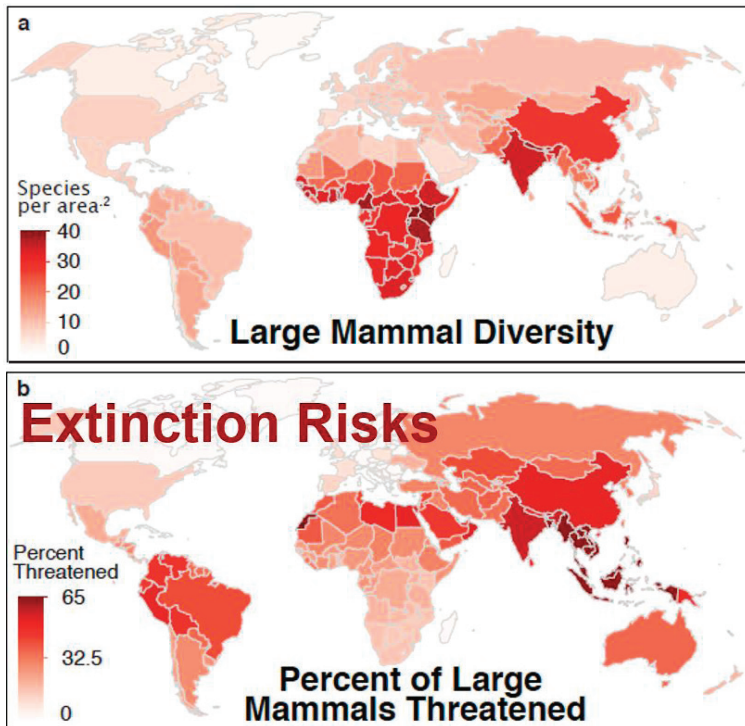 a
Species
per area.²
40
30
20
10
0
Large Mammal Diversity
b
Extinction Risks
Percent
Threatened
65
32.5
0
Percent of Large
Mammals Threatened